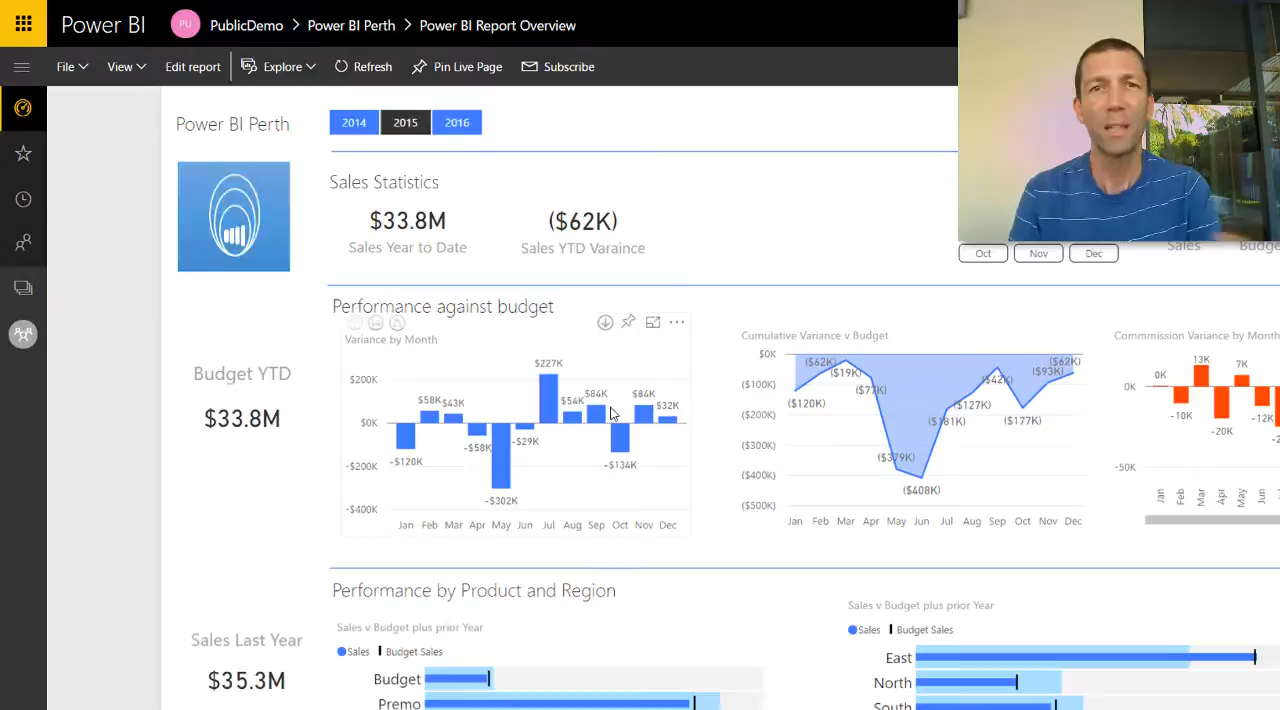 Power BI PU PublicDemo > Power BI Perth > Power BI Report Overview
File View Edit report Explore Refresh Pin Live Page Subscribe
Power BI Perth
2014 2015 2016
Sales Statistics
$33.8M
Sales Year to Date
($62K)
Sales YTD Varaince
Oct Nov Dec
Sales
Performance against budget
Variance by Month
$200K
$0K
-$200K
-$400K
-$120K $58K $43K -$58K -$302K -$29K $227K $54K $84K -$134K $84K $32K
Jan Feb Mar Apr May Jun Jul Aug Sep Oct Nov Dec
Cumulative Variance v Budget
$0K
($100K)
($200K)
($300K)
($400K)
($500K)
($120K) ($62K) ($19K) ($77K) ($379K) ($408K) ($181K) ($127K) ($42K) ($177K) ($93K) ($62K)
Jan Feb Mar Apr May Jun Jul Aug Sep Oct Nov Dec
Commmission Variance by Month
0K
-50K
0K -10K 13K -20K 7K -12K
Jan Feb Mar Apr May Jun
Budget YTD
$33.8M
Performance by Product and Region
Sales v Budget plus prior Year
Sales Budget Sales
Budget
Premo
Sales v Budget plus prior Year
Sales Budget Sales
East
North
South
Sales Last Year
$35.3M